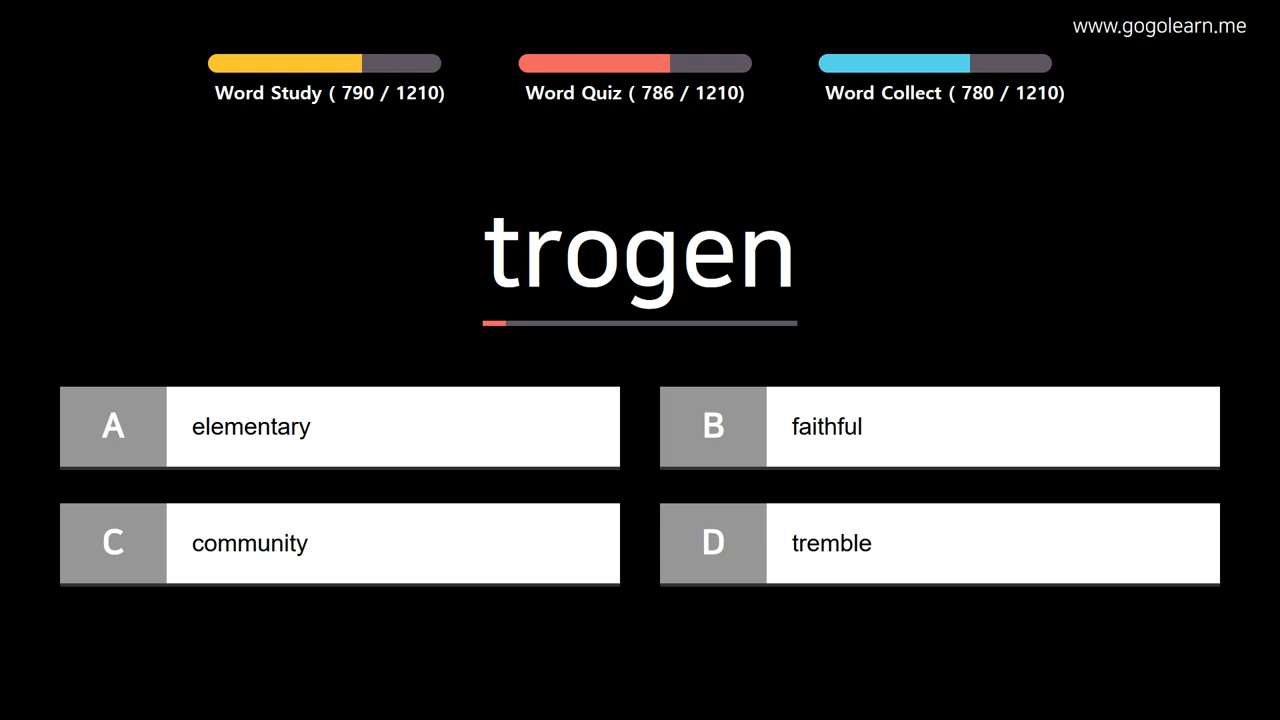 www.gogolearn.me
Word Study ( 790 / 1210)
Word Quiz ( 786 / 1210)
Word Collect ( 780 / 1210)
trogen
A elementary
B faithful
C community
D tremble